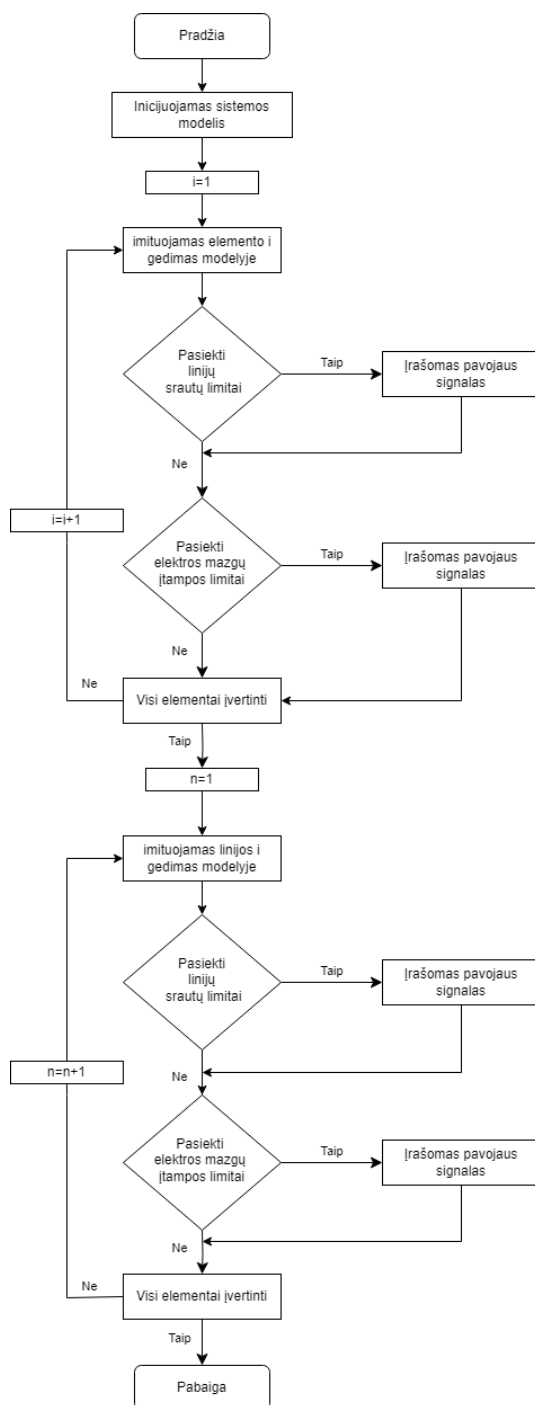 Pradžia
Inicijuojamas sistemos
modelis
i=1
imituojamas elemento i
gedimas modelyje
Pasiekti
linijų
srautų limitai
Taip
Įrašomas pavojaus
signalas
Ne
i=i+1
Pasiekti
elektros mazgų
įtampos limitai
Taip
Įrašomas pavojaus
signalas
Ne
Ne
Visi elementai įvertinti
Taip
n=1
imituojamas linijos i
gedimas modelyje
Pasiekti
linijų
srautų limitai
Taip
Įrašomas pavojaus
signalas
n=n+1
Ne
Pasiekti
elektros mazgų
įtampos limitai
Taip
Įrašomas pavojaus
signalas
Ne
Ne
Visi elementai įvertinti
Taip
Pabaiga